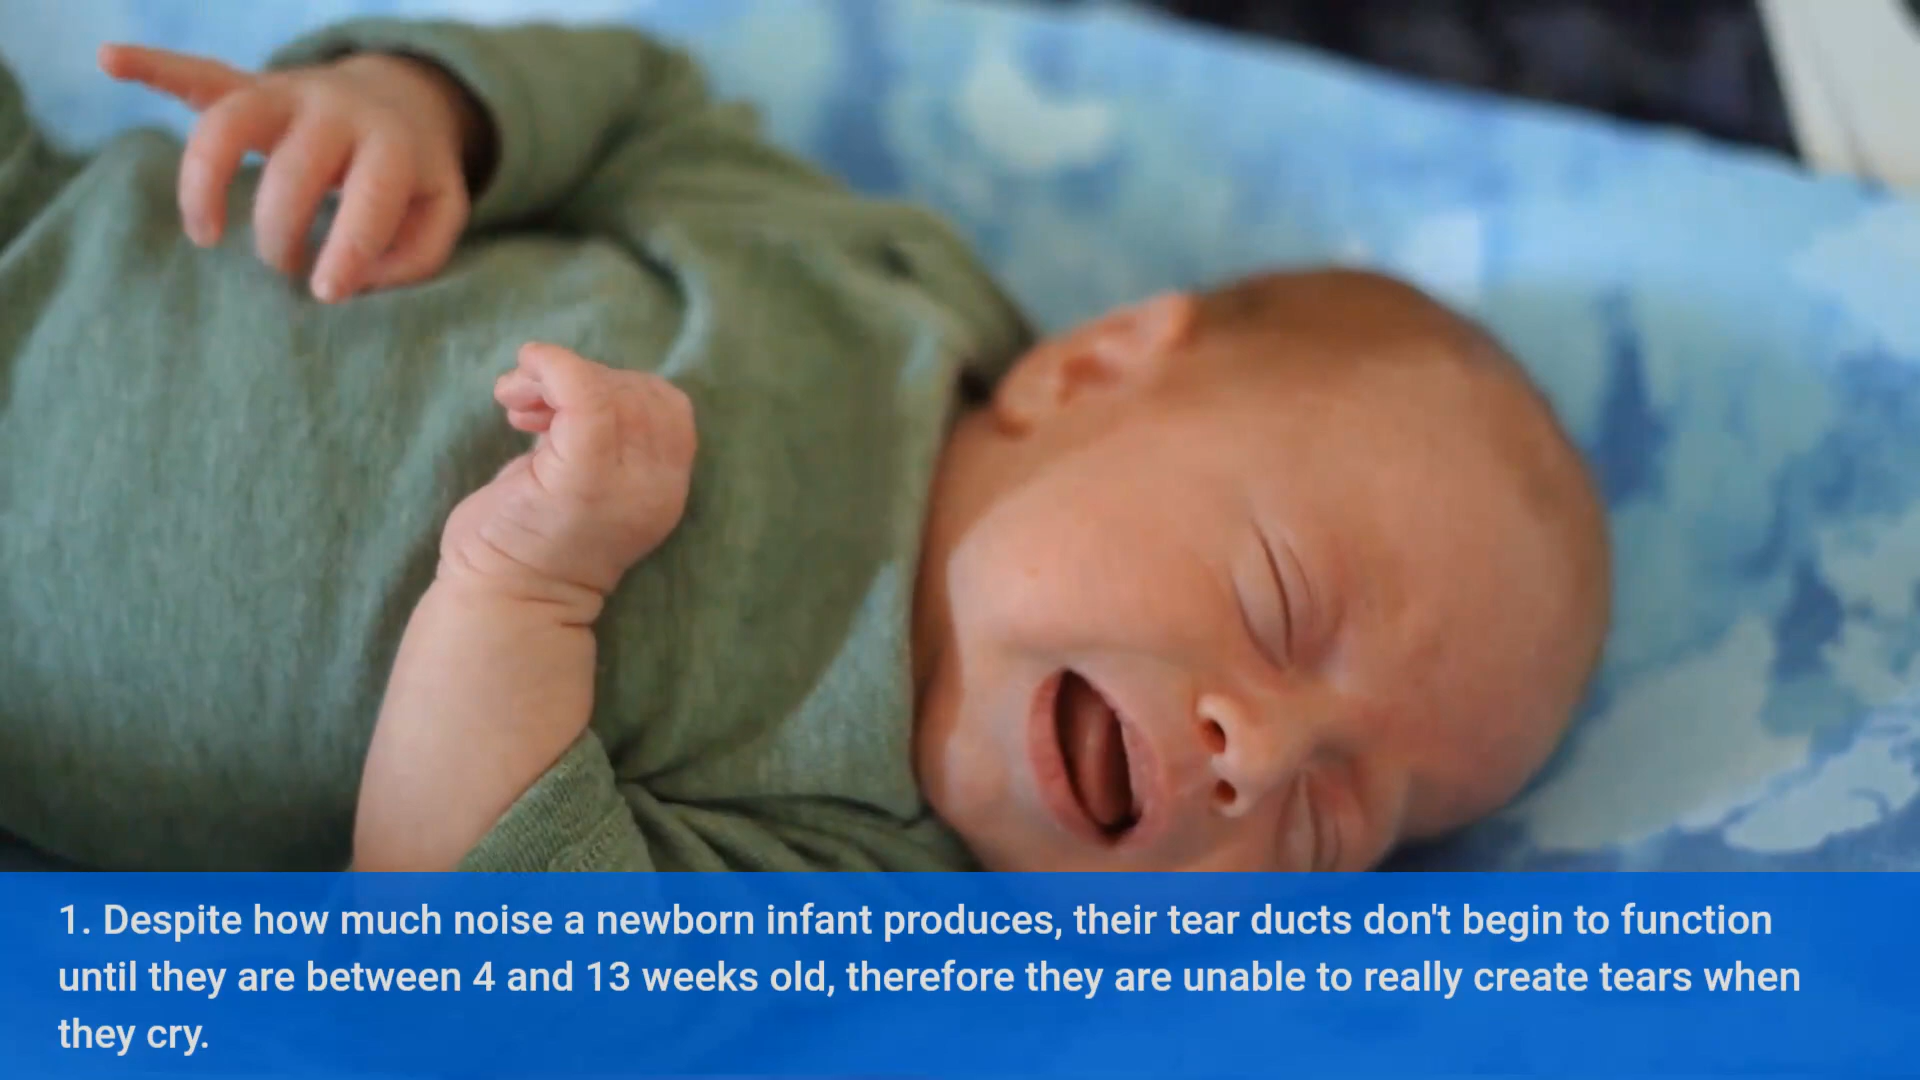 1. Despite how much noise a newborn infant produces, their tear ducts don't begin to function
until they are between 4 and 13 weeks old, therefore they are unable to really create tears when
they cry.